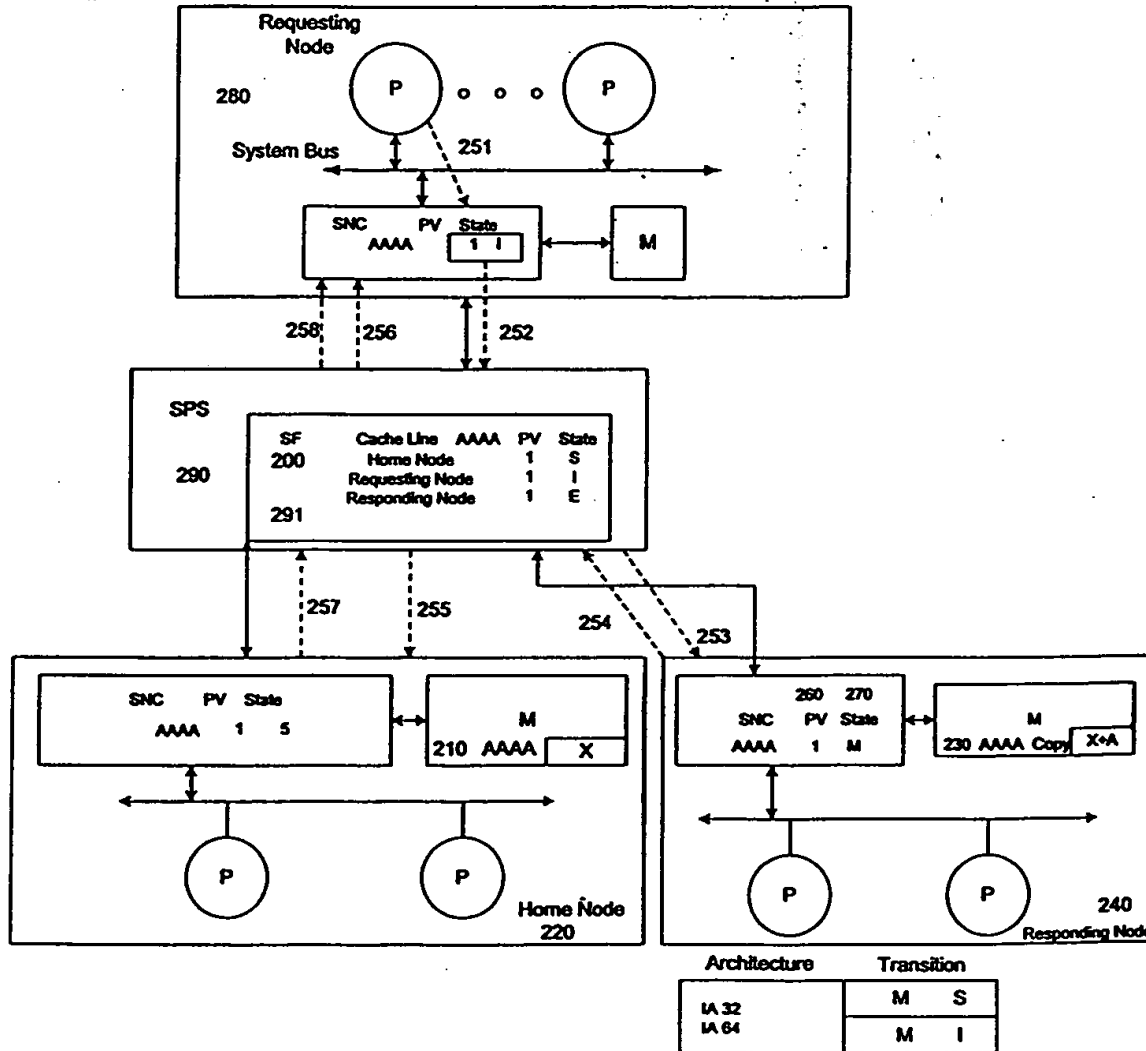 Requesting
Node
P
P
280
251
System Bus
SNC PV State
AAAA 1 I
M
258
256
252
SPS
290
SF Cache Line AAAA PV State
200 Home Node 1 S
Requesting Node 1 I
Responding Node 1 E
291
257
255
254
253
SNC PV State
AAAA 1 5
M
210 AAAA X
P
P
Home Node
220
260 270
SNC PV State
AAAA 1 M
M
230 AAAA Copy X+A
P
P
240
Responding Node
Architecture Transition
IA 32
IA 64
M S
M I